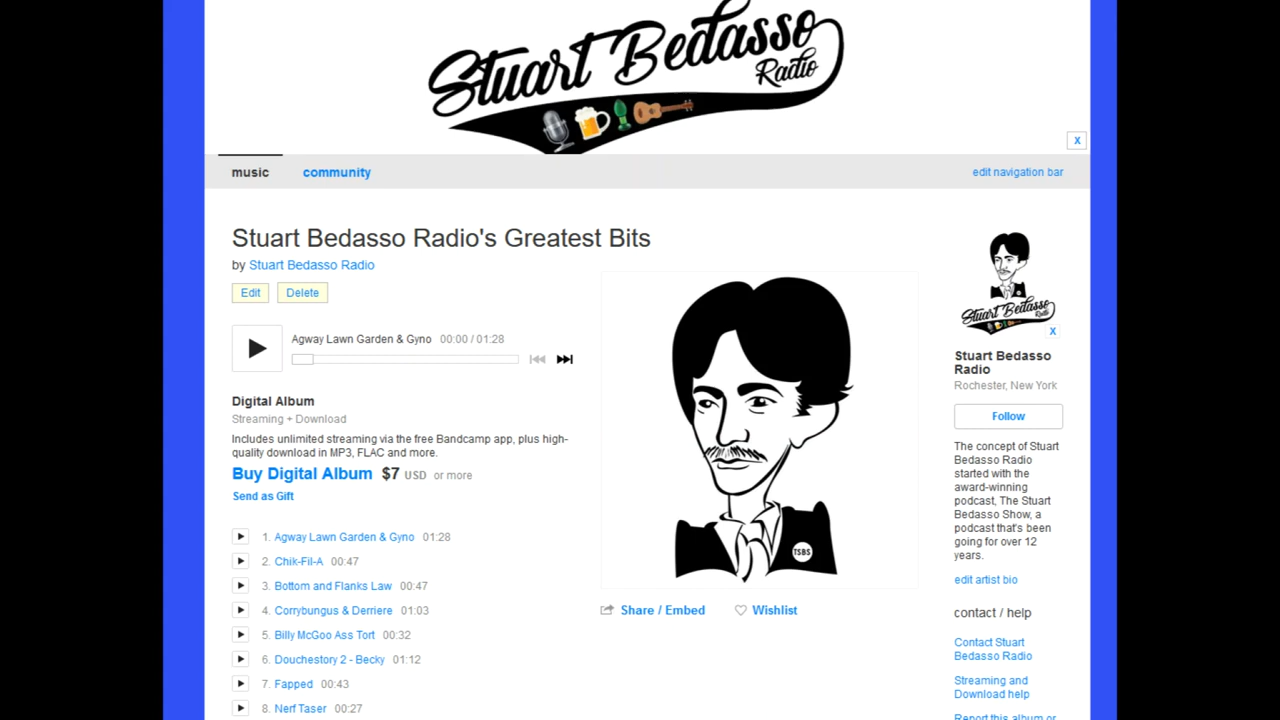 Stuart Bedasso
Radio
X
music community edit navigation bar
Stuart Bedasso Radio's Greatest Bits
by Stuart Bedasso Radio
Edit Delete
Agway Lawn Garden & Gyno 00:00 / 01:28
Digital Album
Streaming + Download
Includes unlimited streaming via the free Bandcamp app, plus high-
quality download in MP3, FLAC and more.
Buy Digital Album $7 USD or more
Send as Gift
1. Agway Lawn Garden & Gyno 01:28
2. Chik-Fil-A 00:47
3. Bottom and Flanks Law 00:47
4. Corrybungus & Derriere 01:03
5. Billy McGoo Ass Tort 00:32
6. Douchestory 2 - Becky 01:12
7. Fapped 00:43
8. Nerf Taser 00:27
TSBS
Share / Embed Wishlist
Stuart Bedasso
Radio
X
Stuart Bedasso
Radio
Rochester, New York
Follow
The concept of Stuart
Bedasso Radio
started with the
award-winning
podcast, The Stuart
Bedasso Show, a
podcast that's been
going for over 12
years.
edit artist bio
contact / help
Contact Stuart
Bedasso Radio
Streaming and
Download help
Report this album or